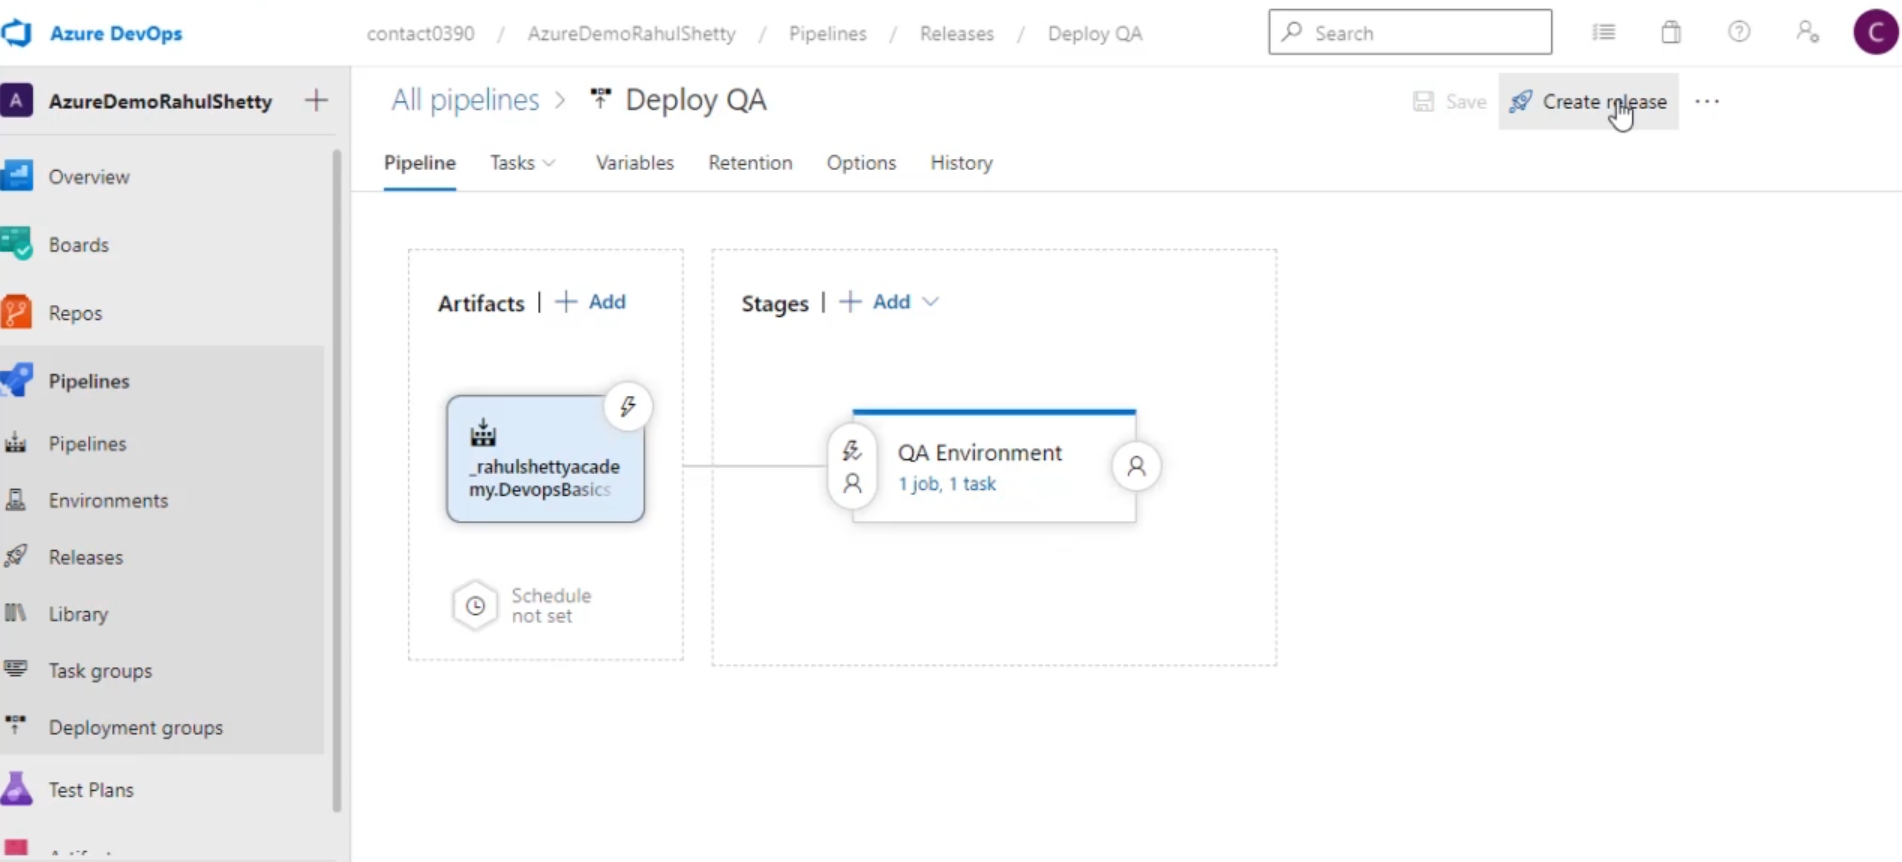 Azure DevOps
contact0390 / AzureDemoRahulShetty / Pipelines / Releases / Deploy QA
Search
C
A AzureDemoRahulShetty
All pipelines > Deploy QA
Save
Create release
Pipeline Tasks Variables Retention Options History
Overview
Boards
Repos
Pipelines
Pipelines
Environments
Releases
Library
Task groups
Deployment groups
Test Plans
Artifacts | + Add
_rahulshettyacade
my.DevopsBasics
Schedule
not set
Stages | + Add
QA Environment
1 job, 1 task